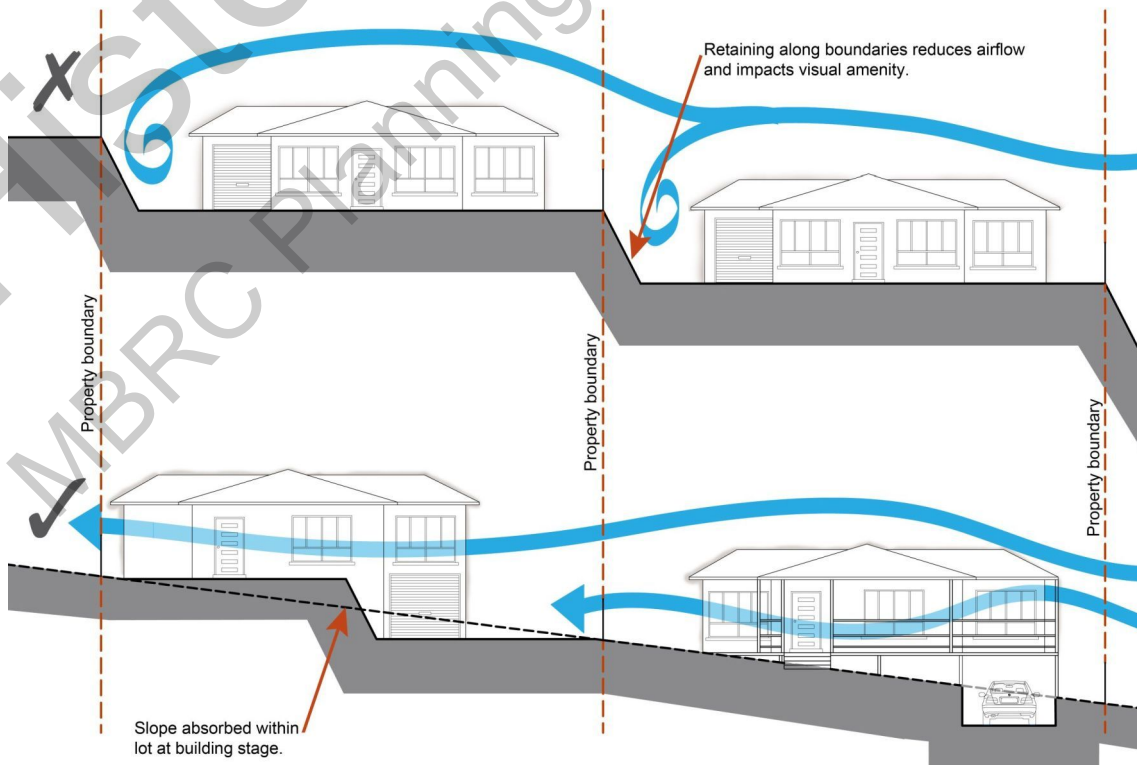 Retaining along boundaries reduces airflow
and impacts visual amenity.
Property boundary
Property boundary
Property boundary
Slope absorbed within
lot at building stage.
MBRC Planning